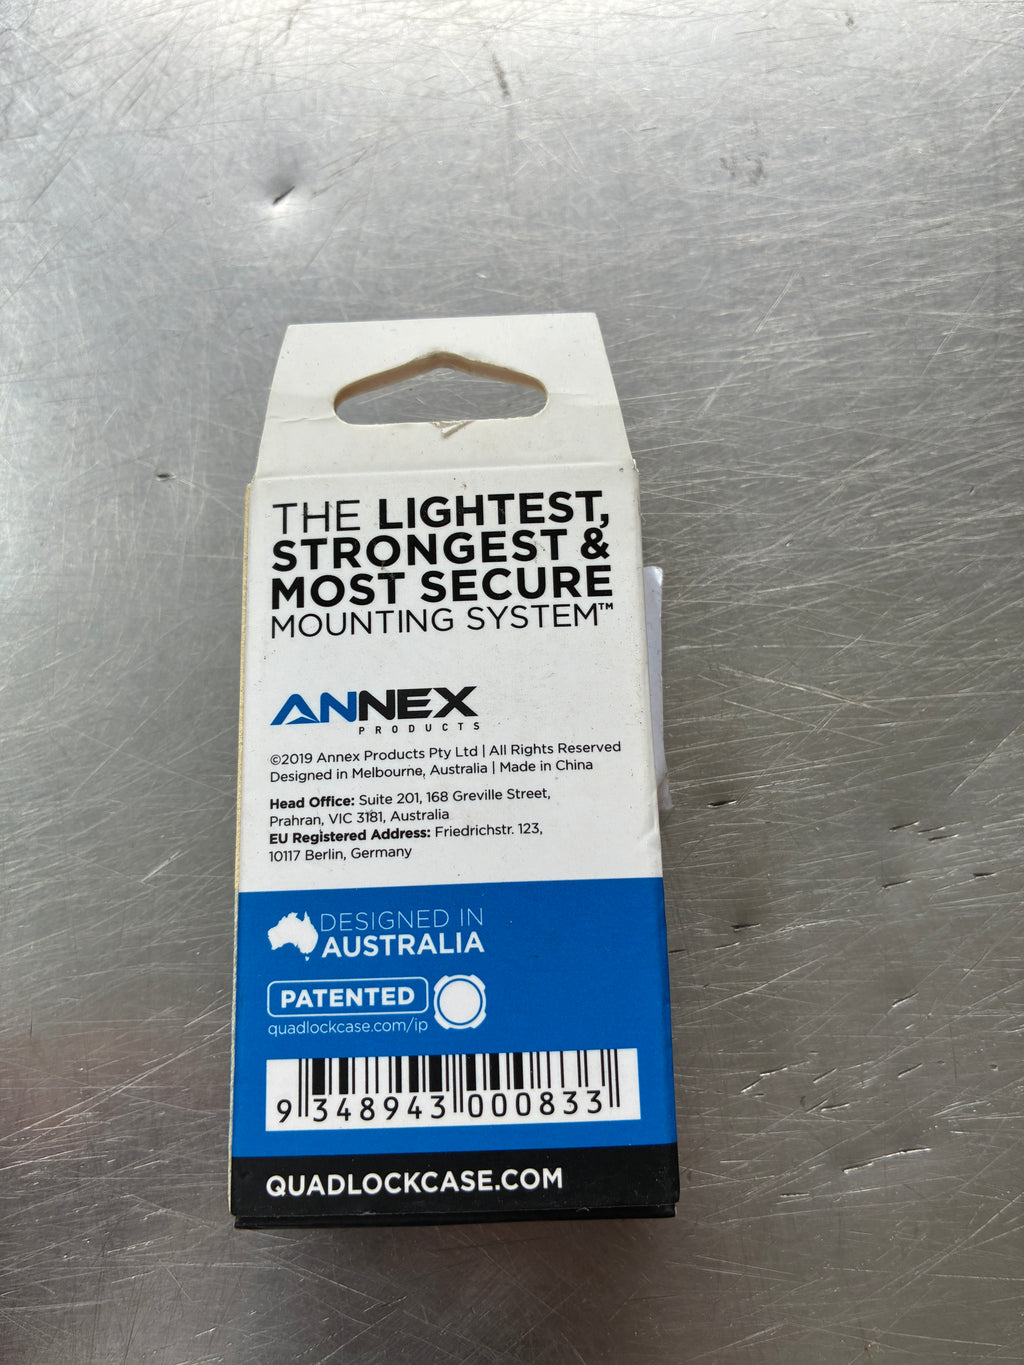 THE LIGHTEST,
STRONGEST &
MOST SECURE
MOUNTING SYSTEM™
ANNEX
PRODUCTS
©2019 Annex Products Pty Ltd | All Rights Reserved
Designed in Melbourne, Australia | Made in China
Head Office: Suite 201, 168 Greville Street,
Prahran, VIC 3181, Australia
EU Registered Address: Friedrichstr. 123,
10117 Berlin, Germany
DESIGNED IN
AUSTRALIA
PATENTED
quadlockcase.com/ip
9 348943 000833
QUADLOCKCASE.COM